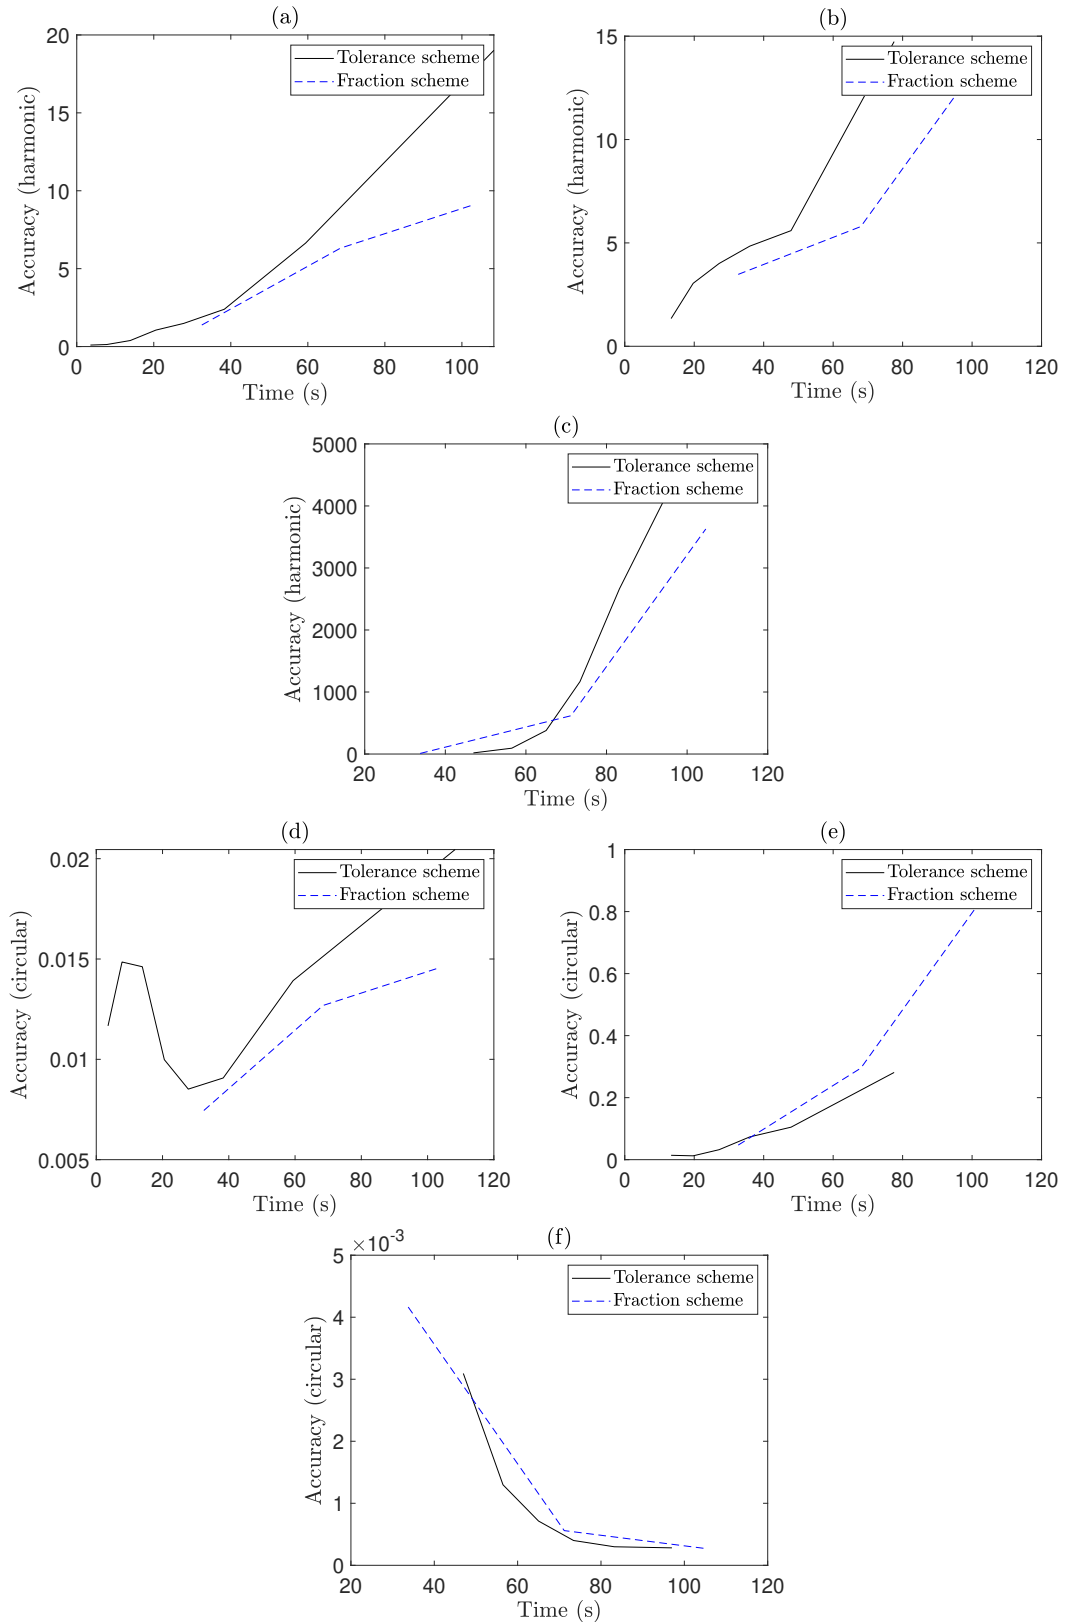 (a)
20
15
10
5
0
Accuracy (harmonic)
Tolerance scheme
Fraction scheme
0 20 40 60 80 100
Time (s)
(b)
15
10
5
0
Accuracy (harmonic)
Tolerance scheme
Fraction scheme
0 20 40 60 80 100 120
Time (s)
(c)
5000
4000
3000
2000
1000
0
Accuracy (harmonic)
Tolerance scheme
Fraction scheme
20 40 60 80 100 120
Time (s)
(d)
0.02
0.015
0.01
0.005
Accuracy (circular)
Tolerance scheme
Fraction scheme
0 20 40 60 80 100 120
Time (s)
(e)
1
0.8
0.6
0.4
0.2
0
Accuracy (circular)
Tolerance scheme
Fraction scheme
0 20 40 60 80 100 120
Time (s)
(f)
×10⁻³
5
4
3
2
1
0
Accuracy (circular)
Tolerance scheme
Fraction scheme
20 40 60 80 100 120
Time (s)